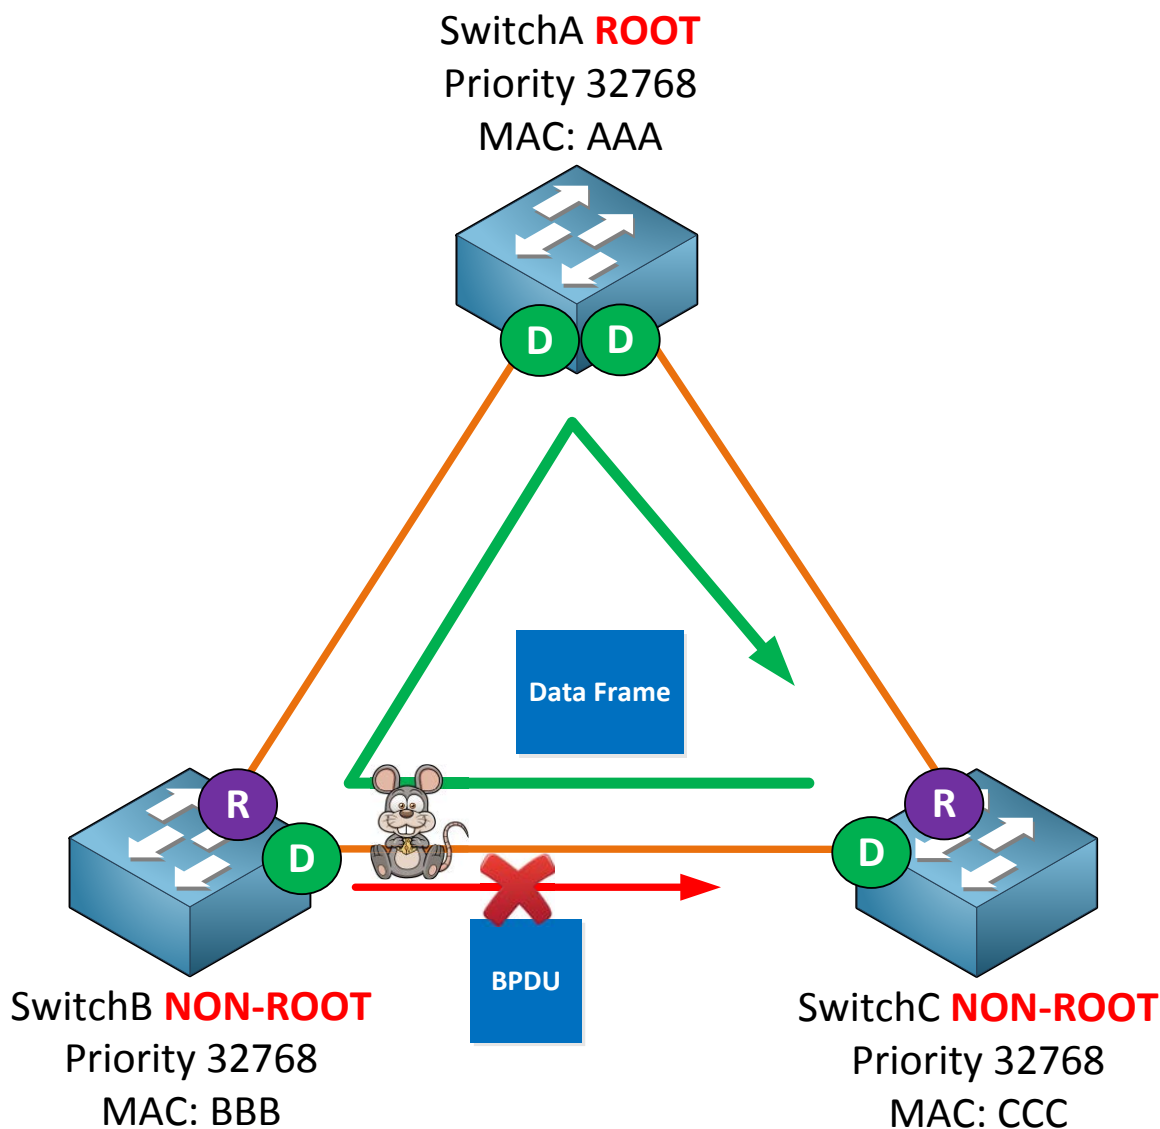 SwitchA ROOT
Priority 32768
MAC: AAA
D D
Data Frame
R
R
D
D
BPDU
SwitchB NON-ROOT
Priority 32768
MAC: BBB
SwitchC NON-ROOT
Priority 32768
MAC: CCC